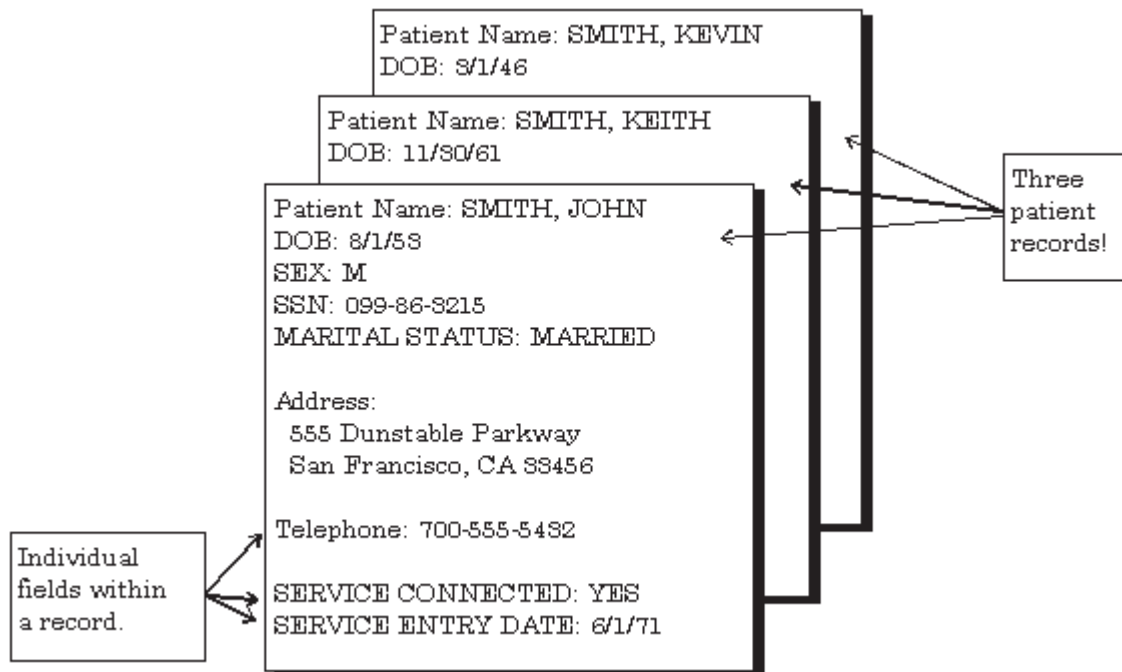 Patient Name: SMITH, KEVIN
DOB: 3/1/46
Patient Name: SMITH, KEITH
DOB: 11/30/61
Patient Name: SMITH, JOHN
DOB: 8/1/53
SEX: M
SSN: 099-86-3215
MARITAL STATUS: MARRIED
Address:
555 Dunstable Parkway
San Francisco, CA 33456
Telephone: 700-555-5432
SERVICE CONNECTED: YES
SERVICE ENTRY DATE: 6/1/71
Three
patient
records!
Individual
fields within
a record.